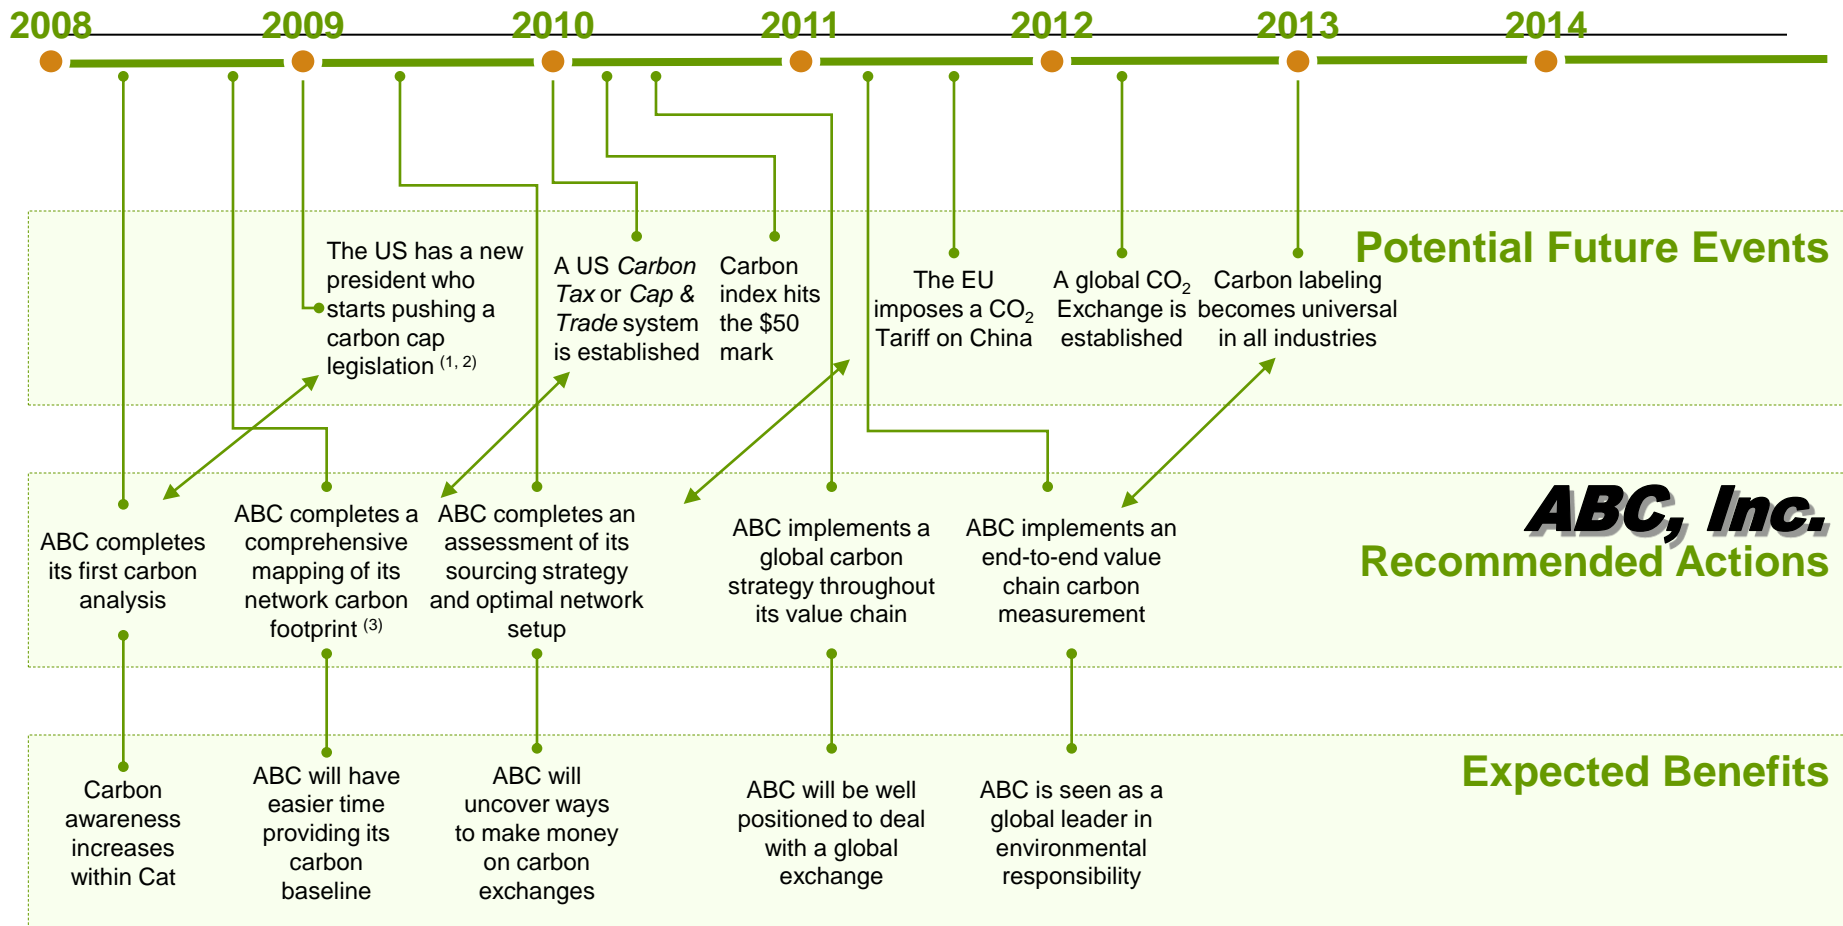 2008 2009 2010 2011 2012 2013 2014
Potential Future Events
The US has a new
president who
starts pushing a
carbon cap
legislation (1, 2)
A US Carbon
Tax or Cap &
Trade system
is established
Carbon
index hits
the $50
mark
The EU
imposes a CO2
Tariff on China
A global CO2
Exchange is
established
Carbon labeling
becomes universal
in all industries
ABC, Inc.
Recommended Actions
ABC completes
its first carbon
analysis
ABC completes a
comprehensive
mapping of its
network carbon
footprint (3)
ABC completes an
assessment of its
sourcing strategy
and optimal network
setup
ABC implements a
global carbon
strategy throughout
its value chain
ABC implements an
end-to-end value
chain carbon
measurement
Expected Benefits
Carbon
awareness
increases
within Cat
ABC will have
easier time
providing its
carbon
baseline
ABC will
uncover ways
to make money
on carbon
exchanges
ABC will be well
positioned to deal
with a global
exchange
ABC is seen as a
global leader in
environmental
responsibility